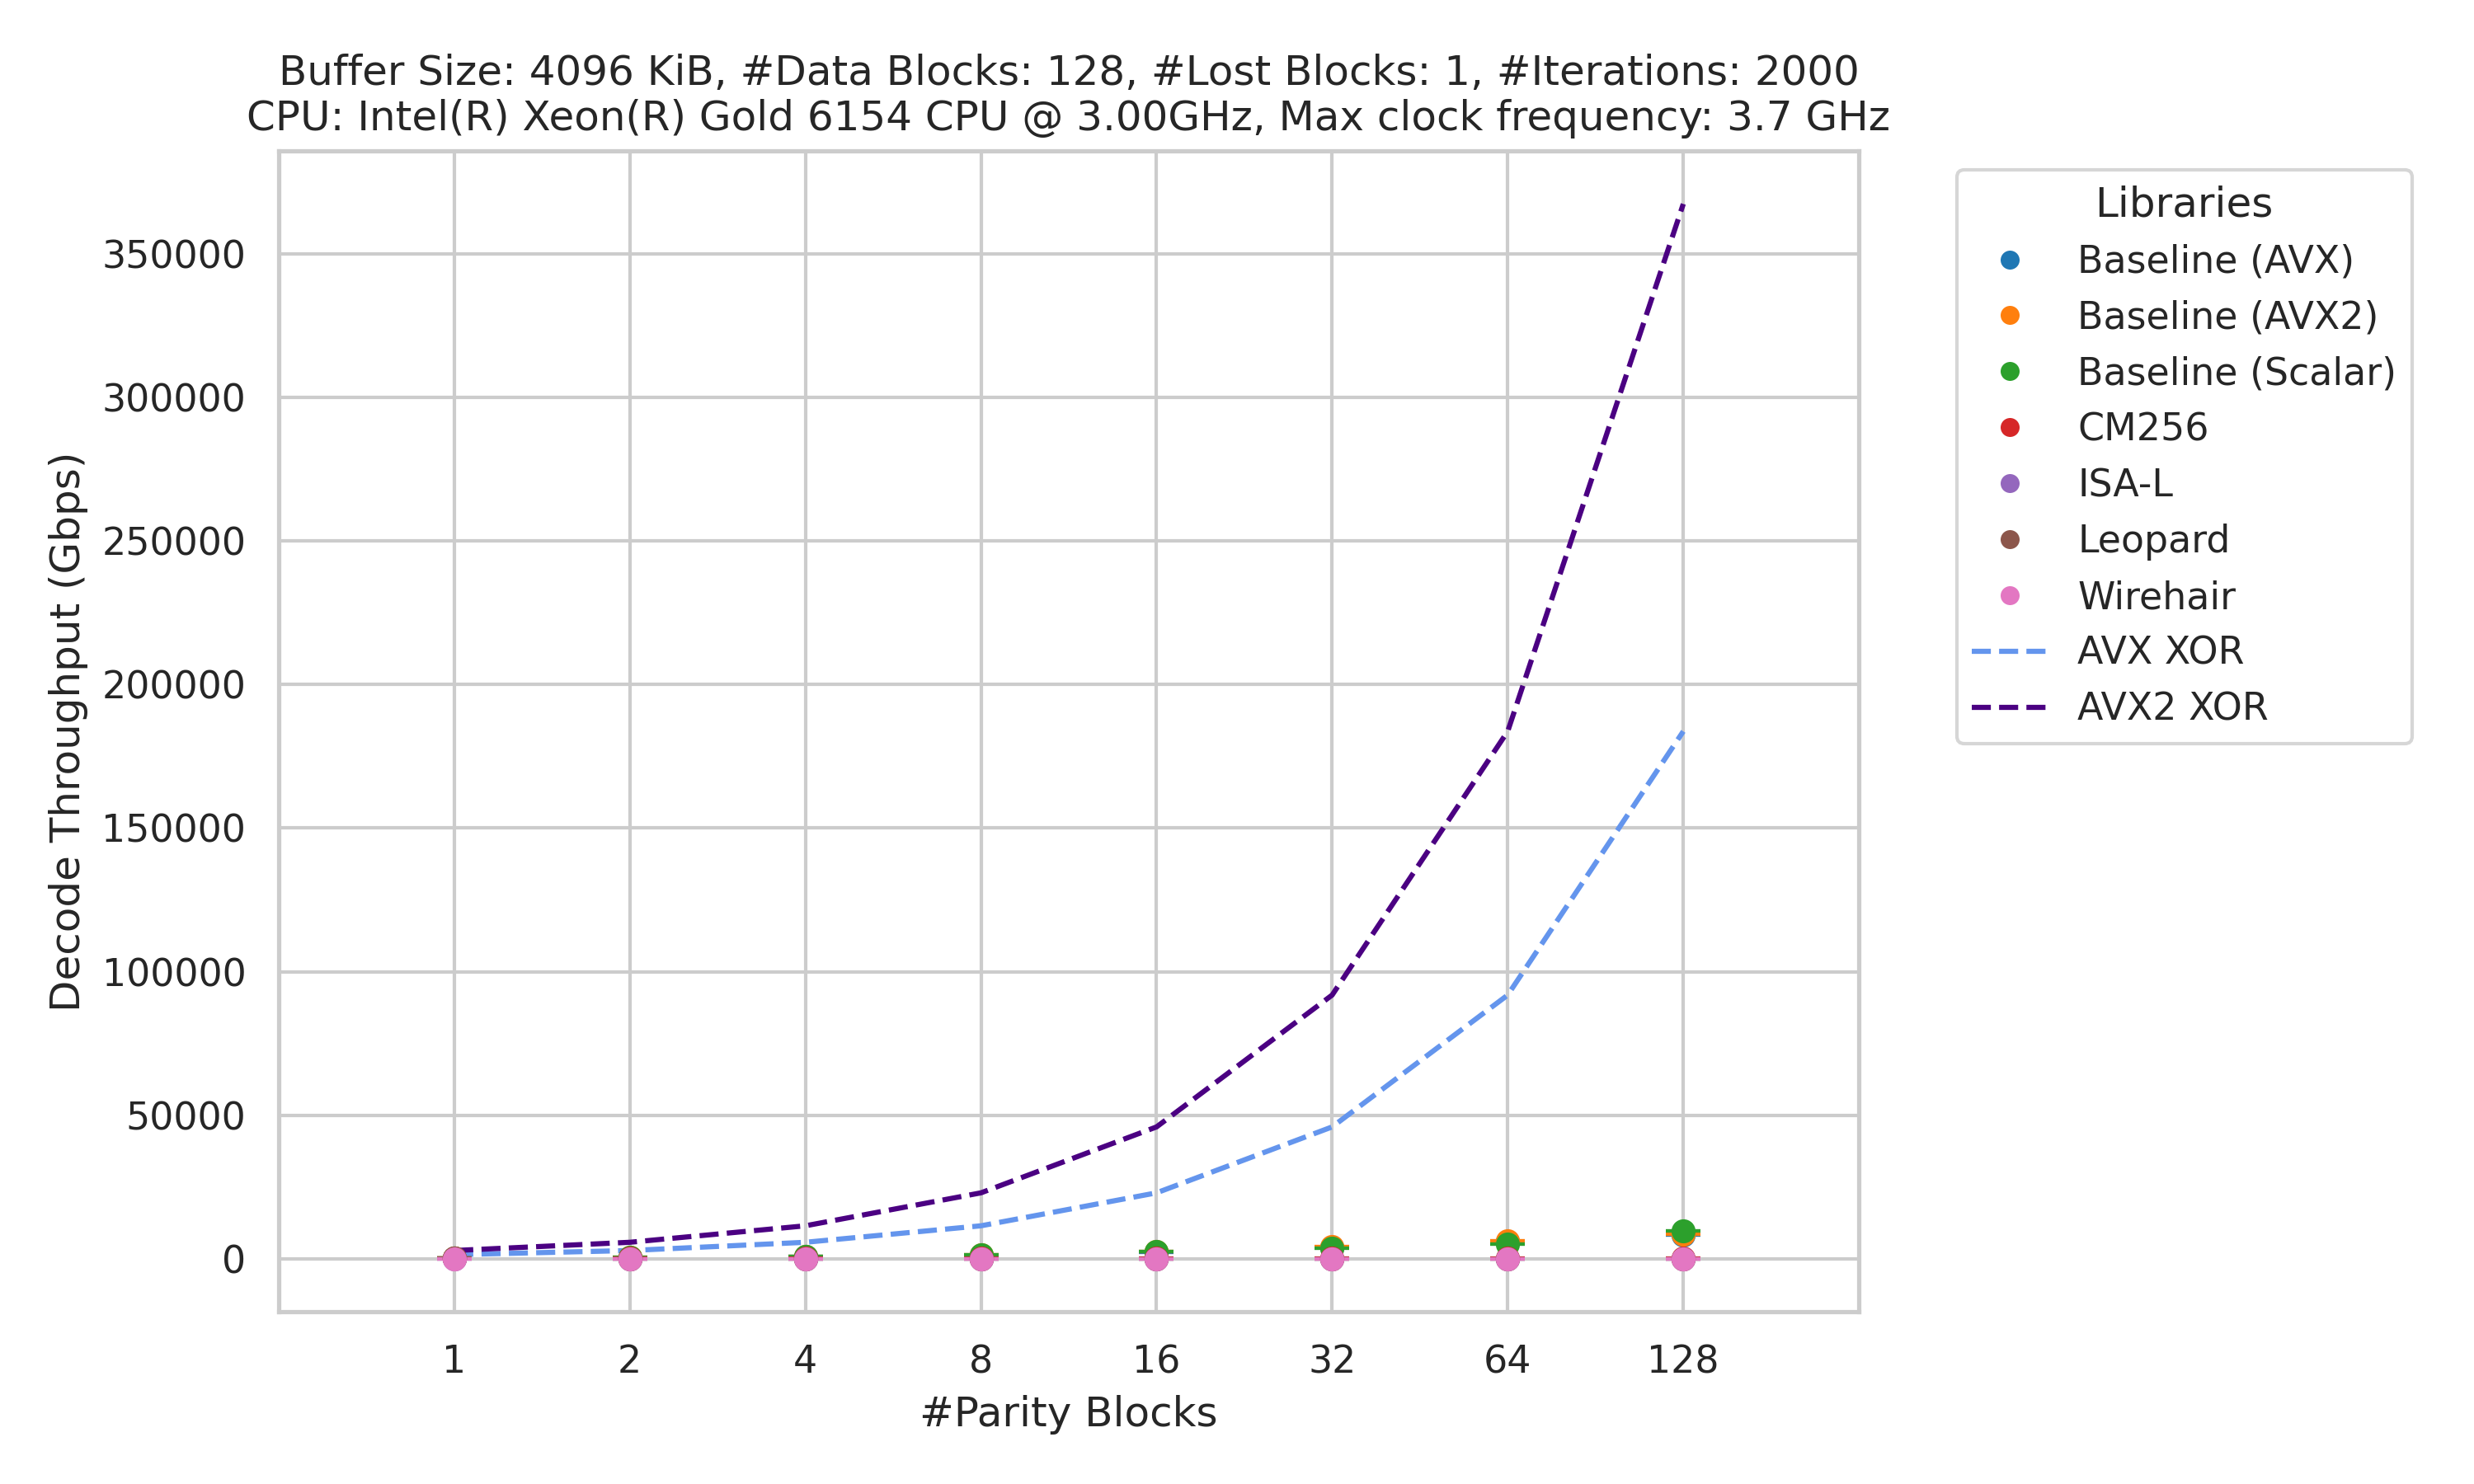 Buffer Size: 4096 KiB, #Data Blocks: 128, #Lost Blocks: 1, #Iterations: 2000
CPU: Intel(R) Xeon(R) Gold 6154 CPU @ 3.00GHz, Max clock frequency: 3.7 GHz
Decode Throughput (Gbps)
350000
300000
250000
200000
150000
100000
50000
0
1 2 4 8 16 32 64 128
#Parity Blocks
Libraries
Baseline (AVX)
Baseline (AVX2)
Baseline (Scalar)
CM256
ISA-L
Leopard
Wirehair
AVX XOR
AVX2 XOR